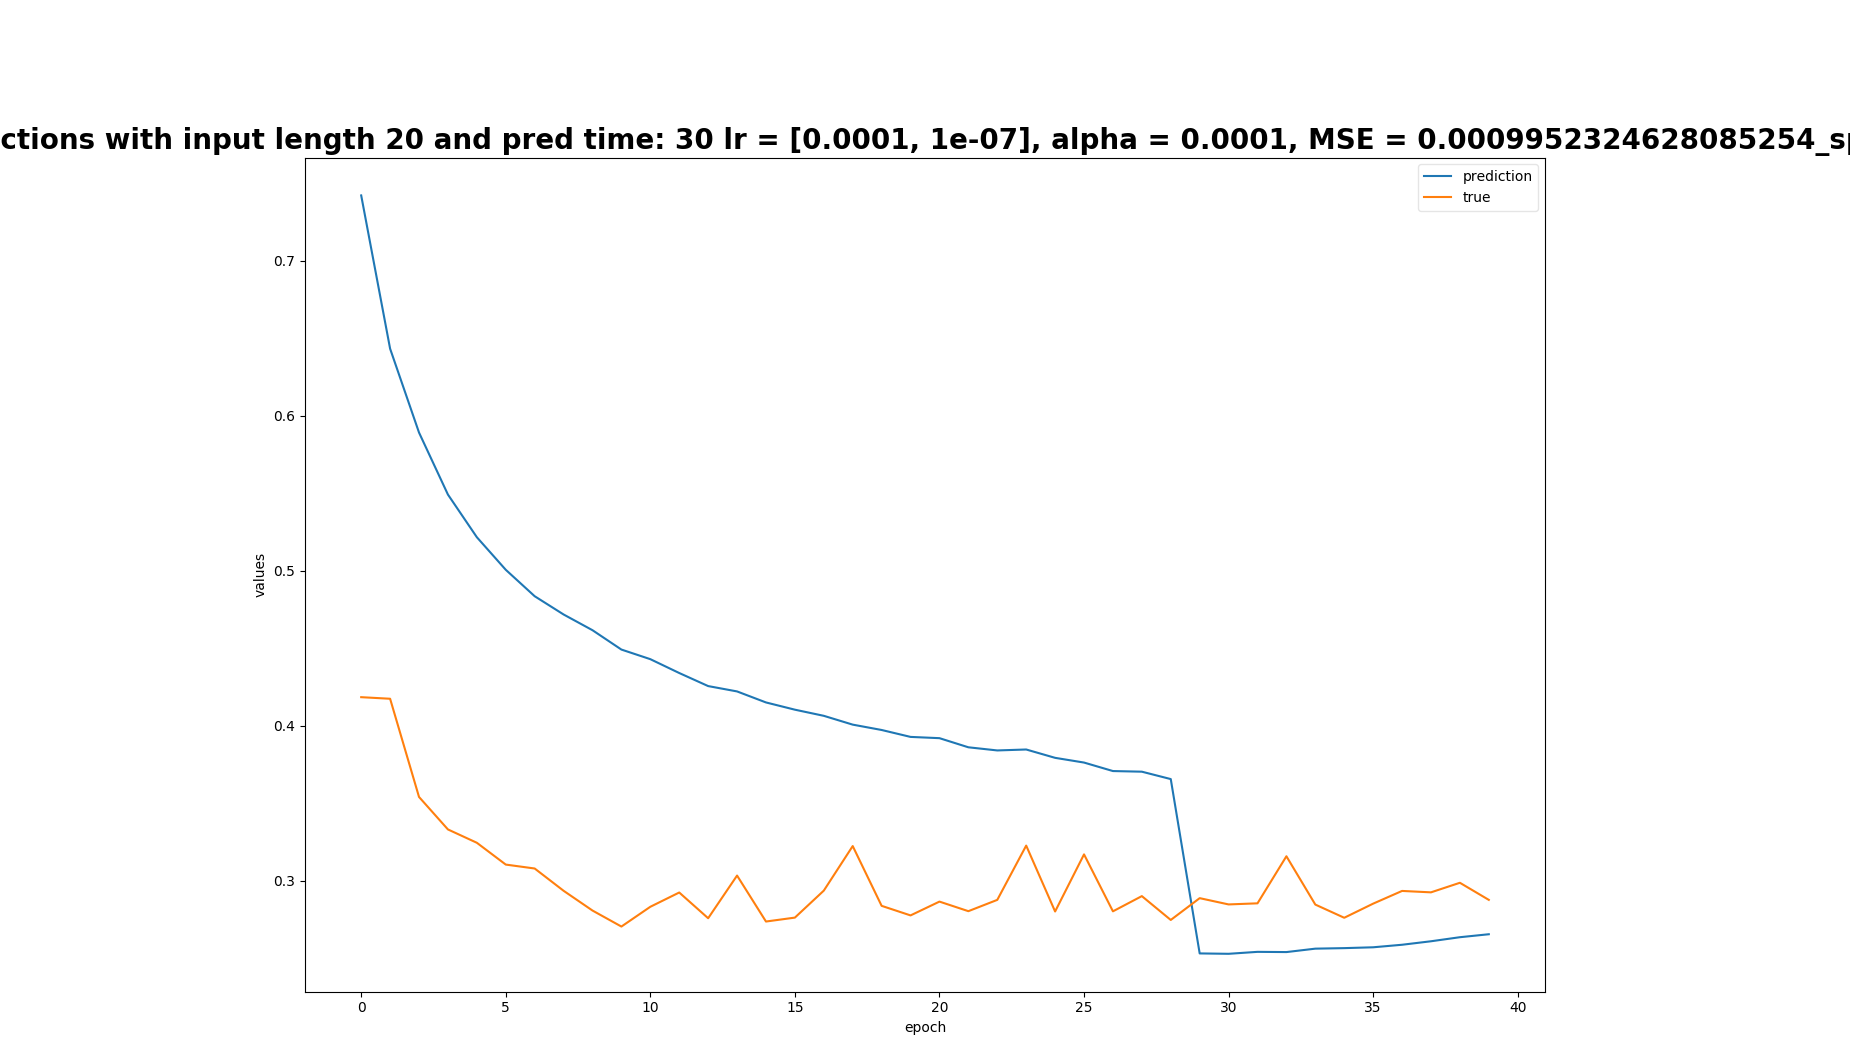 ctions with input length 20 and pred time: 30 lr = [0.0001, 1e-07], alpha = 0.0001, MSE = 0.0009952324628085254_sp
prediction
true
0.7
0.6
0.5
0.4
0.3
values
0 5 10 15 20 25 30 35 40
epoch